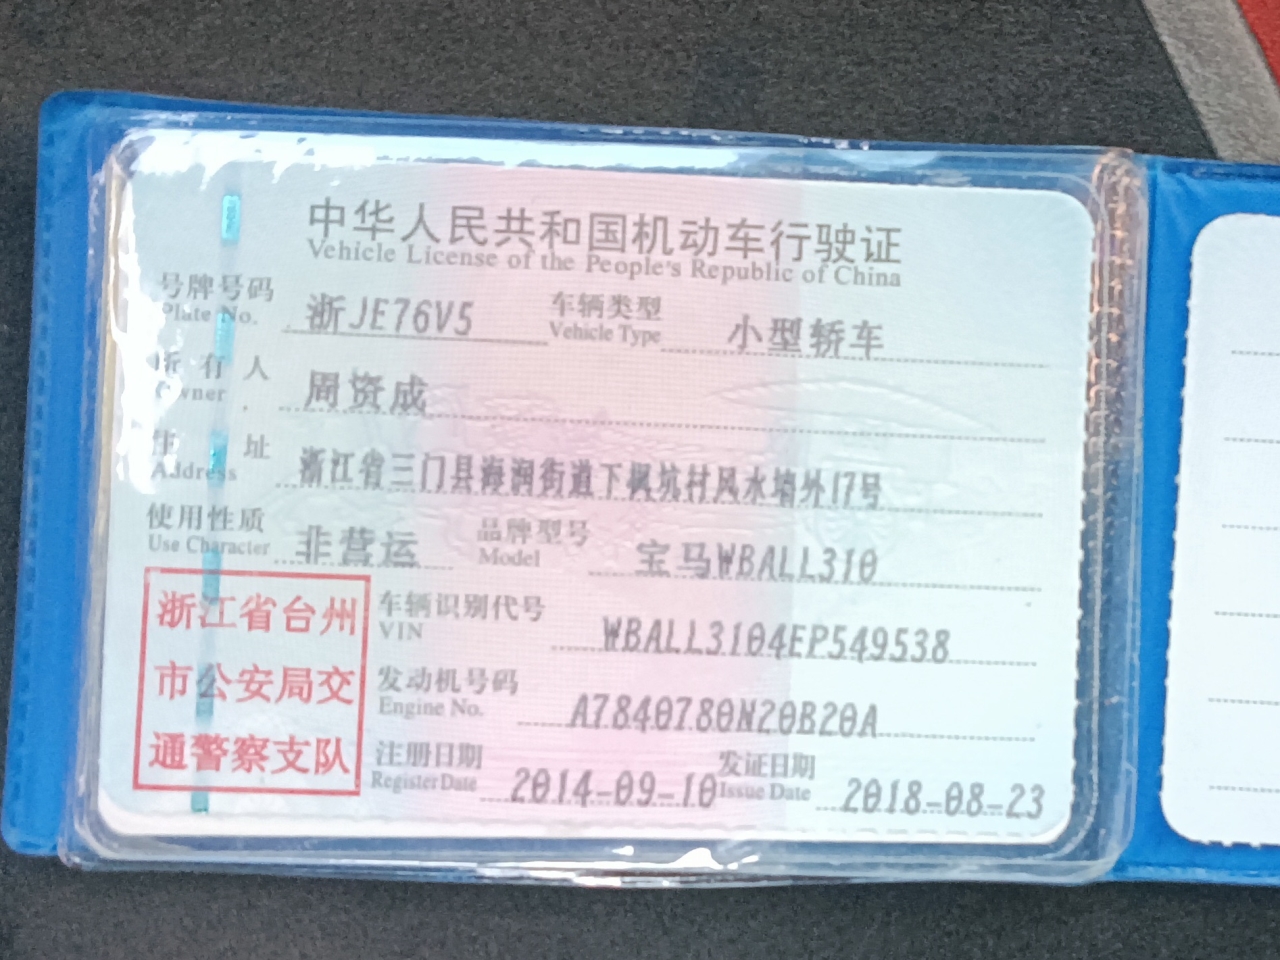 中华人民共和国机动车行驶证
Vehicle License of the People's Republic of China
号牌号码 浙JE76V5 车辆类型 小型轿车
Plate No. Vehicle Type
所有人 周资成
Owner
住址 浙江省三门县海润街道下枫坑村风水墙外17号
Address
使用性质 非营运 品牌型号 宝马WBALL310
Use Character Model
浙江省台州
市公安局交
通警察支队
车辆识别代号 WBALL3104EP549538
VIN
发动机号码 A7840780N20B20A
Engine No.
注册日期 2014-09-10 发证日期 2018-08-23
Register Date Issue Date